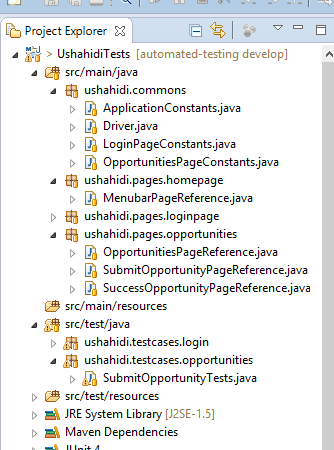 Project Explorer
> UshahidiTests [automated-testing develop]
src/main/java
ushahidi.commons
ApplicationConstants.java
Driver.java
LoginPageConstants.java
OpportunitiesPageConstants.java
ushahidi.pages.homepage
MenubarPageReference.java
ushahidi.pages.loginpage
ushahidi.pages.opportunities
OpportunitiesPageReference.java
SubmitOpportunityPageReference.java
SuccessOpportunityPageReference.java
src/main/resources
src/test/java
ushahidi.testcases.login
ushahidi.testcases.opportunities
SubmitOpportunityTests.java
src/test/resources
JRE System Library [J2SE-1.5]
Maven Dependencies
JUnit 4